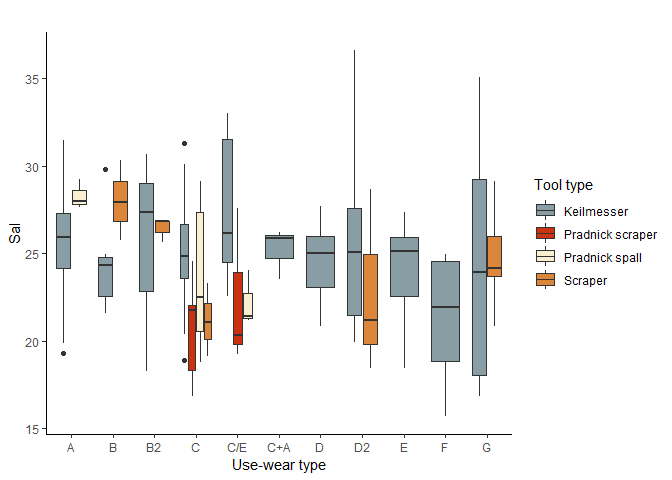 35
30
25
20
15
Sal
A B B2 C C/E C+A D D2 E F G
Use-wear type
Tool type
Keilmesser
Pradnick scraper
Pradnick spall
Scraper